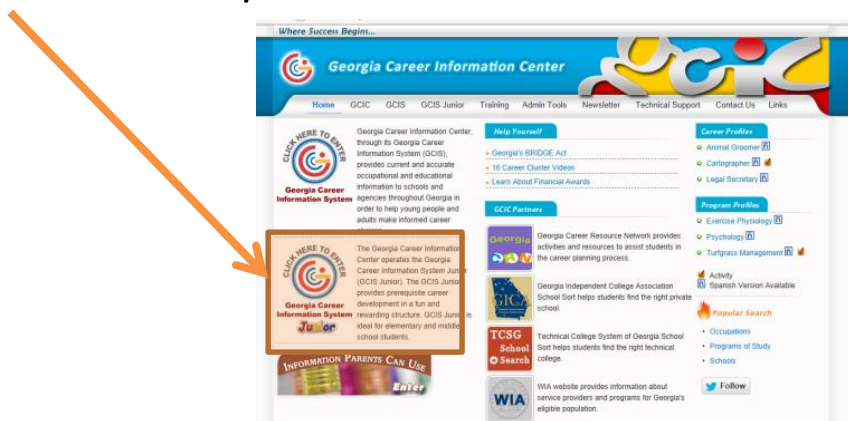 Where Success Begins...
Georgia Career Information Center
Home GCIC GCIS GCIS Junior Training Admin Tools Newsletter Technical Support Contact Us Links
CLICK HERE TO ENTER
Georgia Career
Information System
Georgia Career Information Center,
through its Georgia Career
Information System (GCIS),
provides current and accurate
occupational and educational
information to schools and
agencies throughout Georgia in
order to help young people and
adults make informed career
CLICK HERE TO ENTER
Georgia Career
Information System
Junior
The Georgia Career Information
Center operates the Georgia
Career Information System Junior
(GCIS Junior). The GCIS Junior
provides prerequisite career
development in a fun and
rewarding structure. GCIS Junior is
ideal for elementary and middle
school students.
INFORMATION PARENTS CAN USE
Enter
Help Yourself
Georgia's BRIDGE Act
16 Career Cluster Videos
Learn About Financial Awards
GCIC Partners
Georgia
Georgia Career Resource Network provides
activities and resources to assist students in
the career planning process.
GICA
Georgia Independent College Association
School Sort helps students find the right private
school.
TCSG
School
Search
Technical College System of Georgia School
Sort helps students find the right technical
college.
WIA
WIA website provides information about
service providers and programs for Georgia's
eligible population.
Career Profiles
Animal Groomer
Cartographer
Legal Secretary
Program Profiles
Exercise Physiology
Psychology
Turfgrass Management
Activity
Spanish Version Available
Popular Search
Occupations
Programs of Study
Schools
Follow